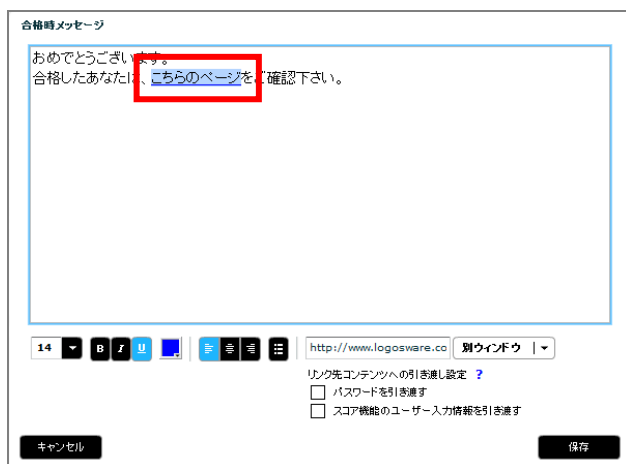 合格時メッセージ
おめでとうございます。
合格したあなたは、こちらのページをご確認下さい。
14 B I U http://www.logosware.co 別ウィンドウ
リンク先コンテンツへの引き渡し設定 ?
パスワードを引き渡す
スコア機能のユーザー入力情報を引き渡す
キャンセル 保存